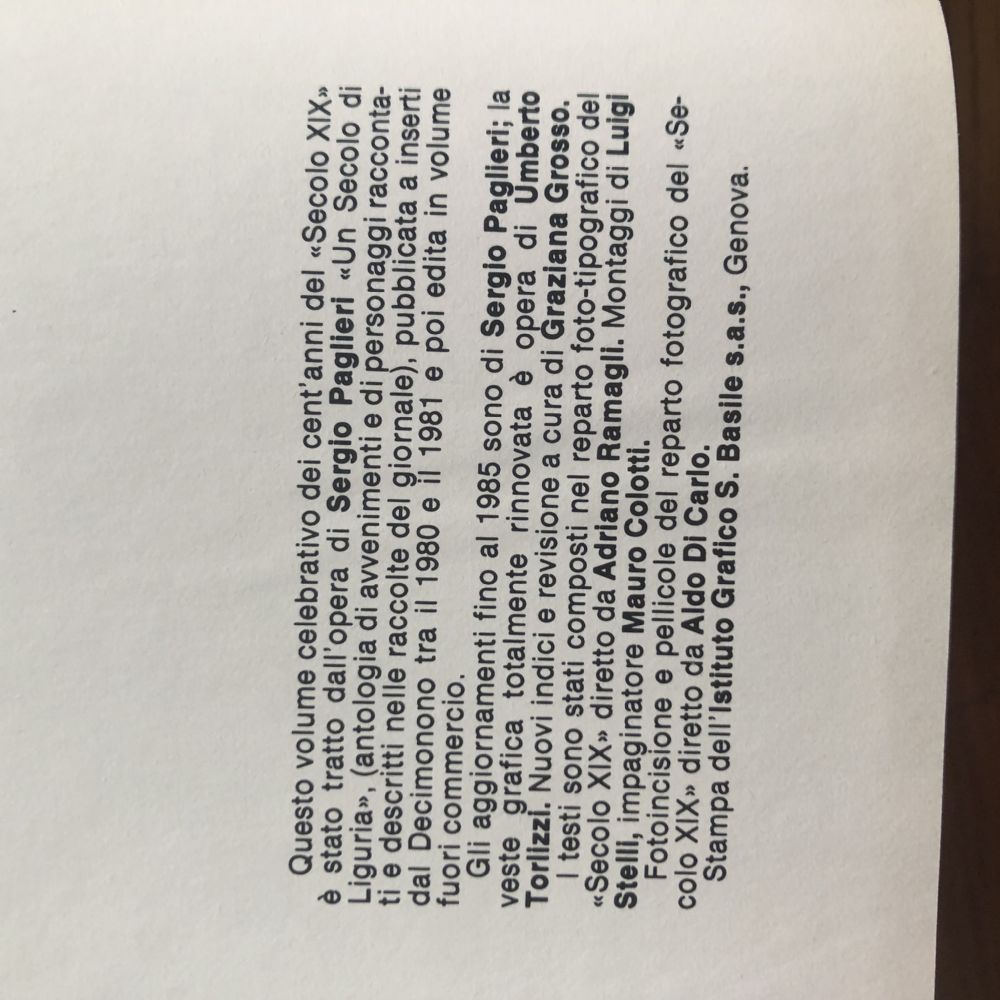 Questo volume celebrativo dei cent'anni del «Secolo XIX»
è stato tratto dall'opera di Sergio Paglieri «Un Secolo di
Liguria», (antologia di avvenimenti e di personaggi racconta-
ti e descritti nelle raccolte del giornale), pubblicata a inserti
dal Decimonono tra il 1980 e il 1981 e poi edita in volume
fuori commercio.
Gli aggiornamenti fino al 1985 sono di Sergio Paglieri; la
veste grafica totalmente rinnovata è opera di Umberto
Torlizzi. Nuovi indici e revisione a cura di Graziana Grosso.
I testi sono stati composti nel reparto foto-tipografico del
«Secolo XIX» diretto da Adriano Ramagli. Montaggi di Luigi
Stelli, impaginatore Mauro Colotti.
Fotoincisione e pellicole del reparto fotografico del «Se-
colo XIX» diretto da Aldo Di Carlo.
Stampa dell'Istituto Grafico S. Basile s.a.s., Genova.